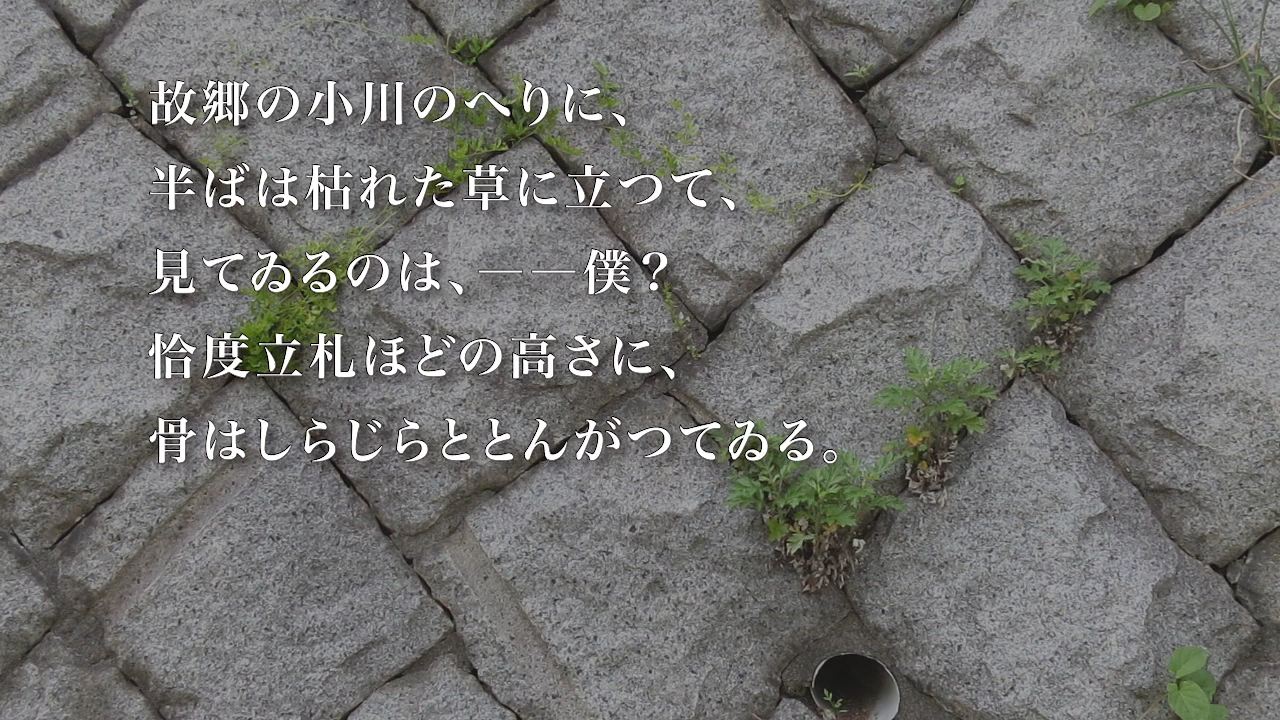 故郷の小川のへりに、
半ばは枯れた草に立つて、
見てゐるのは、――僕？
恰度立札ほどの高さに、
骨はしらじらととんがつてゐる。